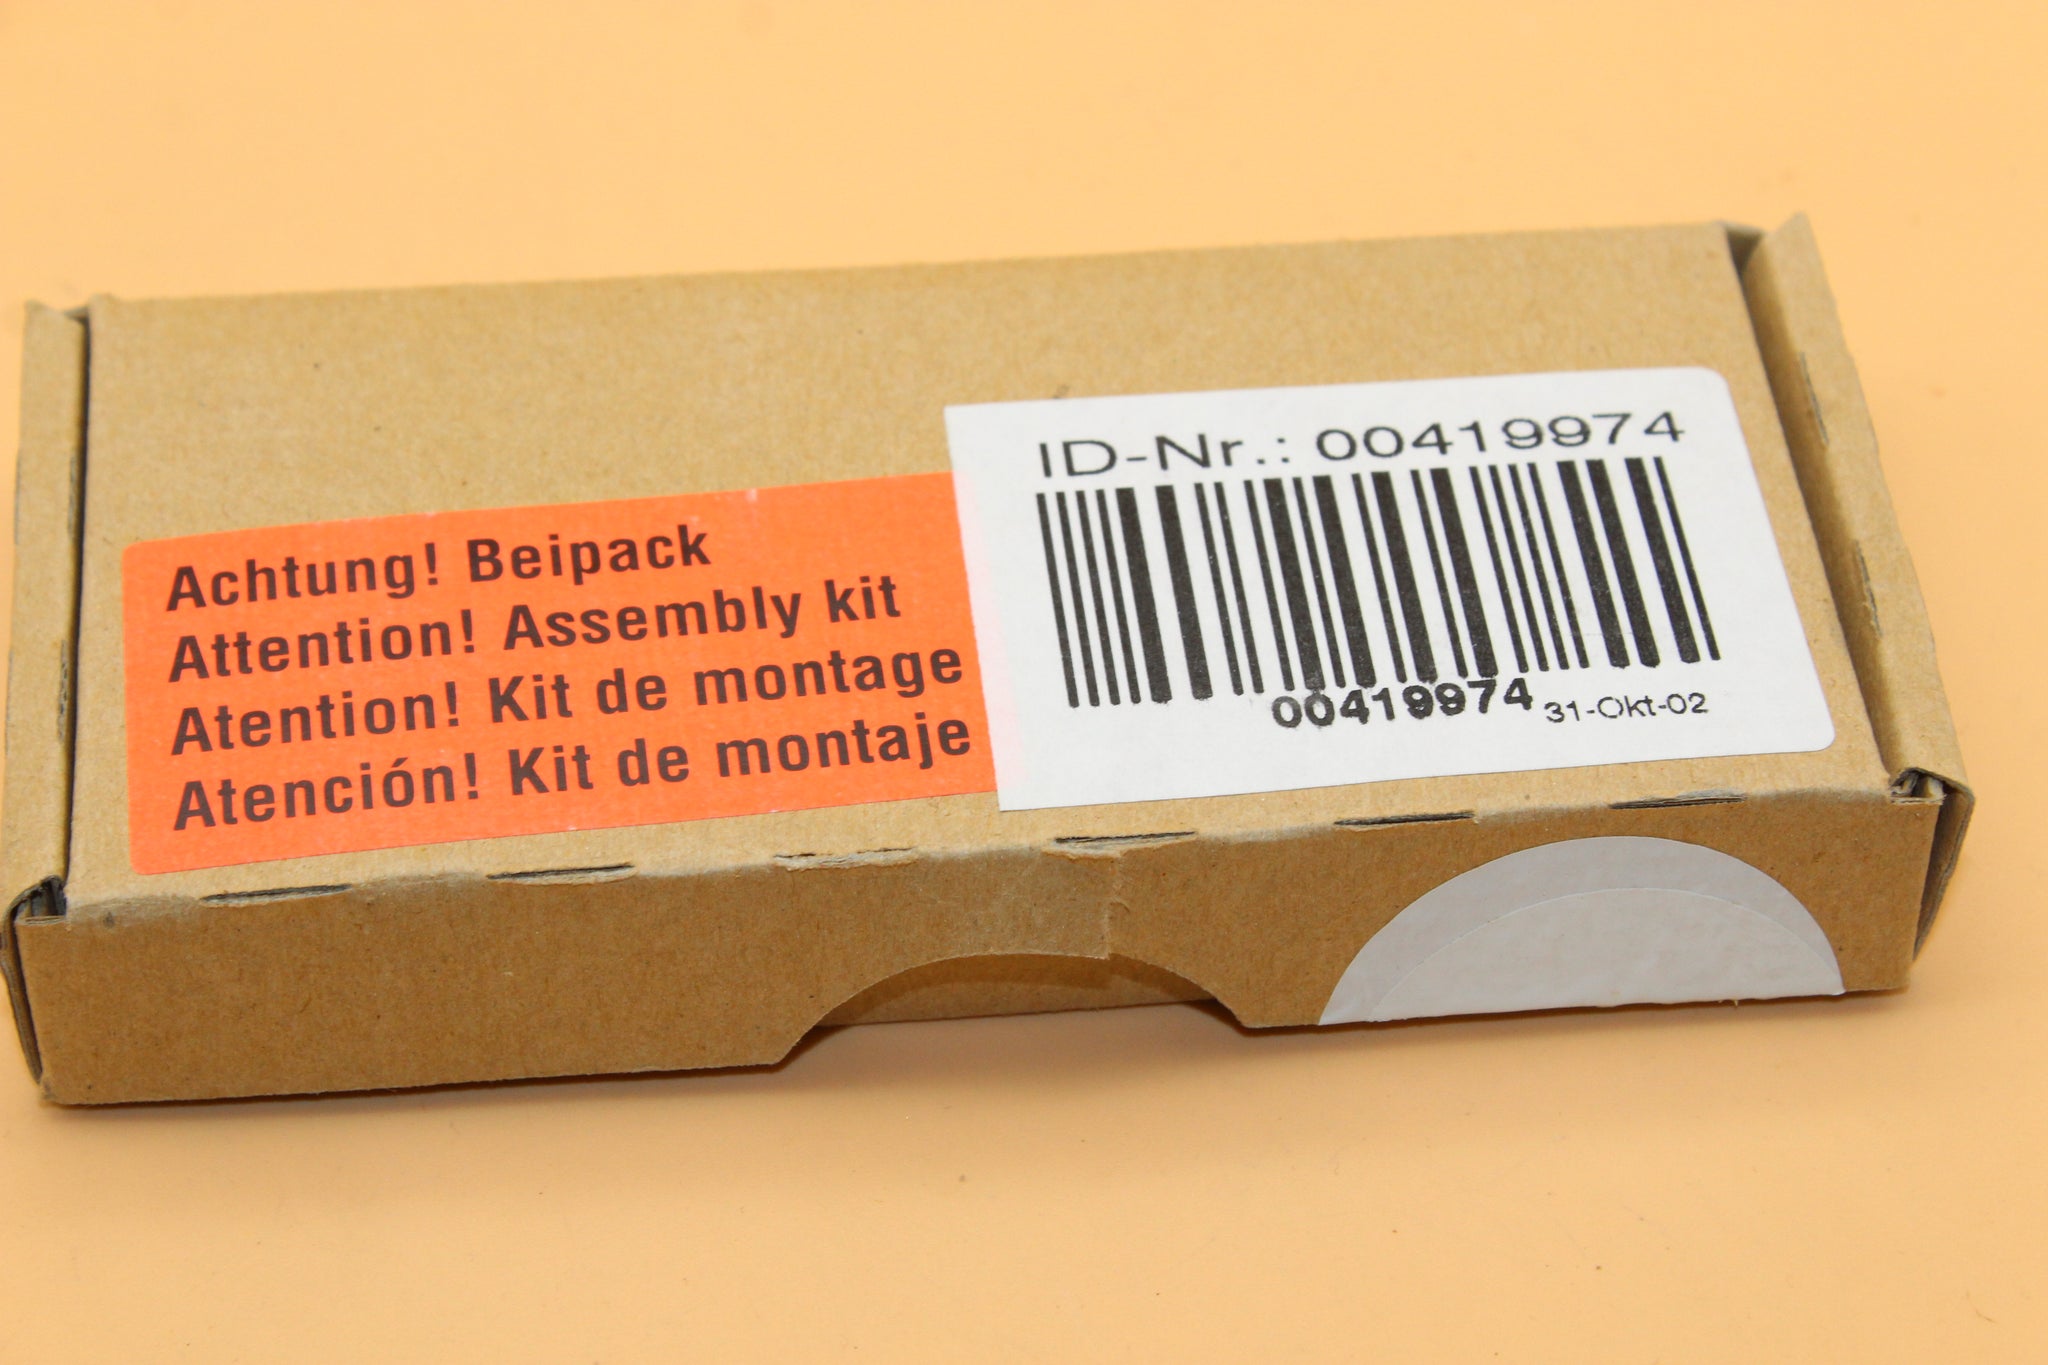 Achtung! Beipack
Attention! Assembly kit
Atention! Kit de montage
Atención! Kit de montaje
ID-Nr.: 00419974
00419974 31-Okt-02